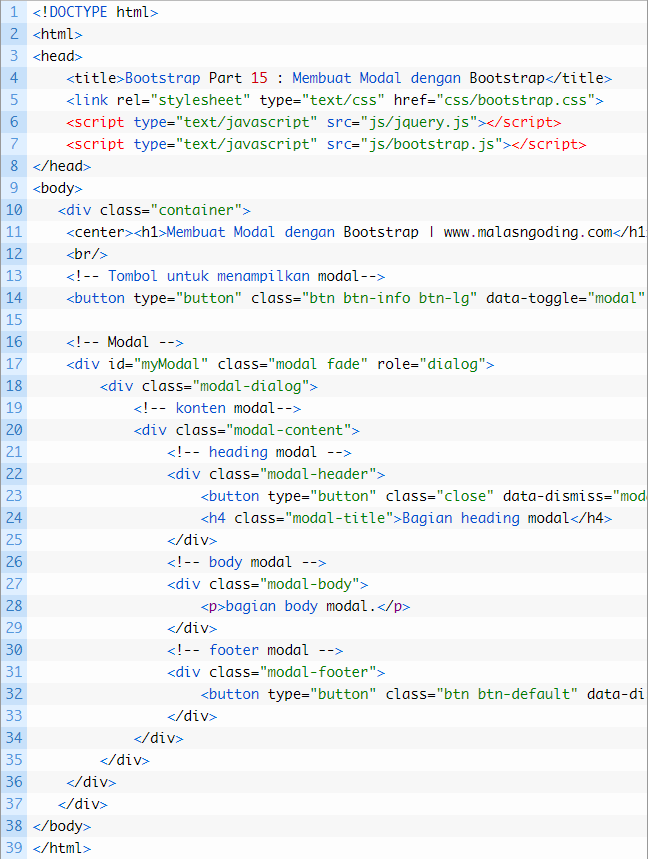 1 <!DOCTYPE html>
2 <html>
3 <head>
4     <title>Bootstrap Part 15 : Membuat Modal dengan Bootstrap</title>
5     <link rel="stylesheet" type="text/css" href="css/bootstrap.css">
6     <script type="text/javascript" src="js/jquery.js"></script>
7     <script type="text/javascript" src="js/bootstrap.js"></script>
8 </head>
9 <body>
10    <div class="container">
11     <center><h1>Membuat Modal dengan Bootstrap | www.malasngoding.com</h1
12     <br/>
13     <!-- Tombol untuk menampilkan modal-->
14     <button type="button" class="btn btn-info btn-lg" data-toggle="modal"
15
16     <!-- Modal -->
17     <div id="myModal" class="modal fade" role="dialog">
18         <div class="modal-dialog">
19             <!-- konten modal-->
20             <div class="modal-content">
21                 <!-- heading modal -->
22                 <div class="modal-header">
23                     <button type="button" class="close" data-dismiss="mod
24                     <h4 class="modal-title">Bagian heading modal</h4>
25                 </div>
26                 <!-- body modal -->
27                 <div class="modal-body">
28                     <p>bagian body modal.</p>
29                 </div>
30                 <!-- footer modal -->
31                 <div class="modal-footer">
32                     <button type="button" class="btn btn-default" data-di
33                 </div>
34             </div>
35         </div>
36     </div>
37    </div>
38 </body>
39 </html>